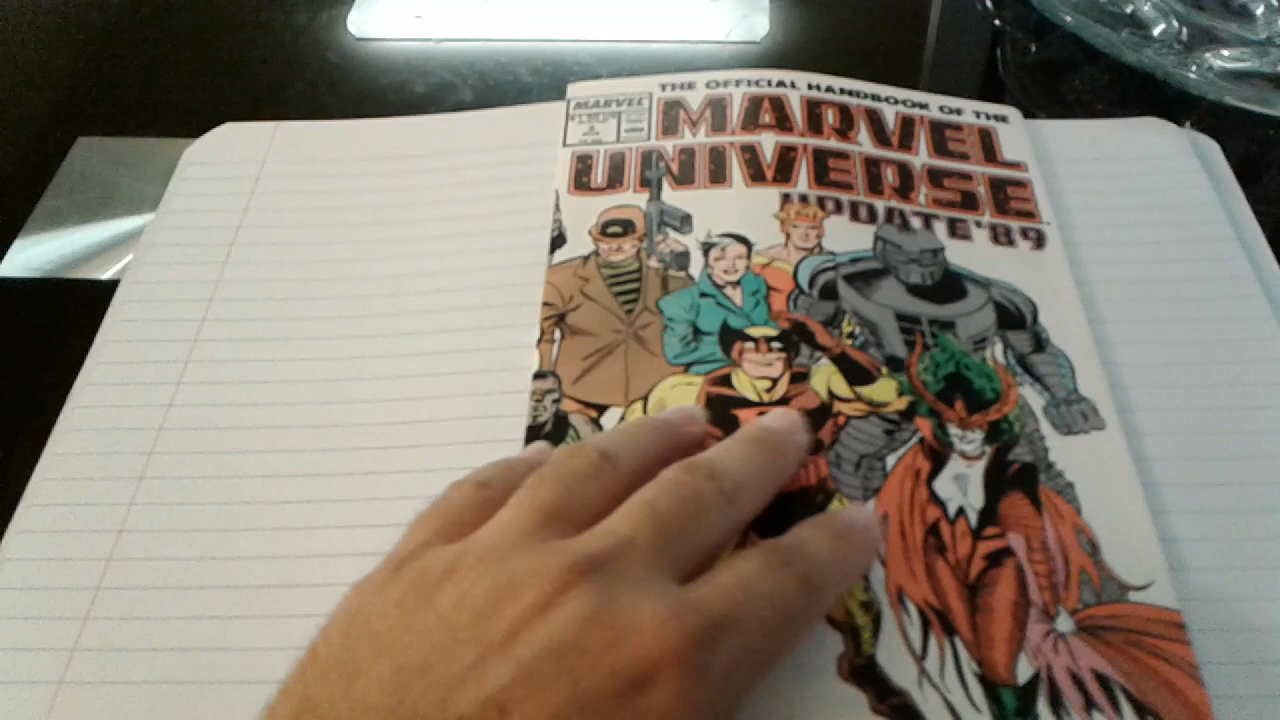 THE OFFICIAL HANDBOOK OF THE
MARVEL
MARVEL
UNIVERSE
UPDATE '89